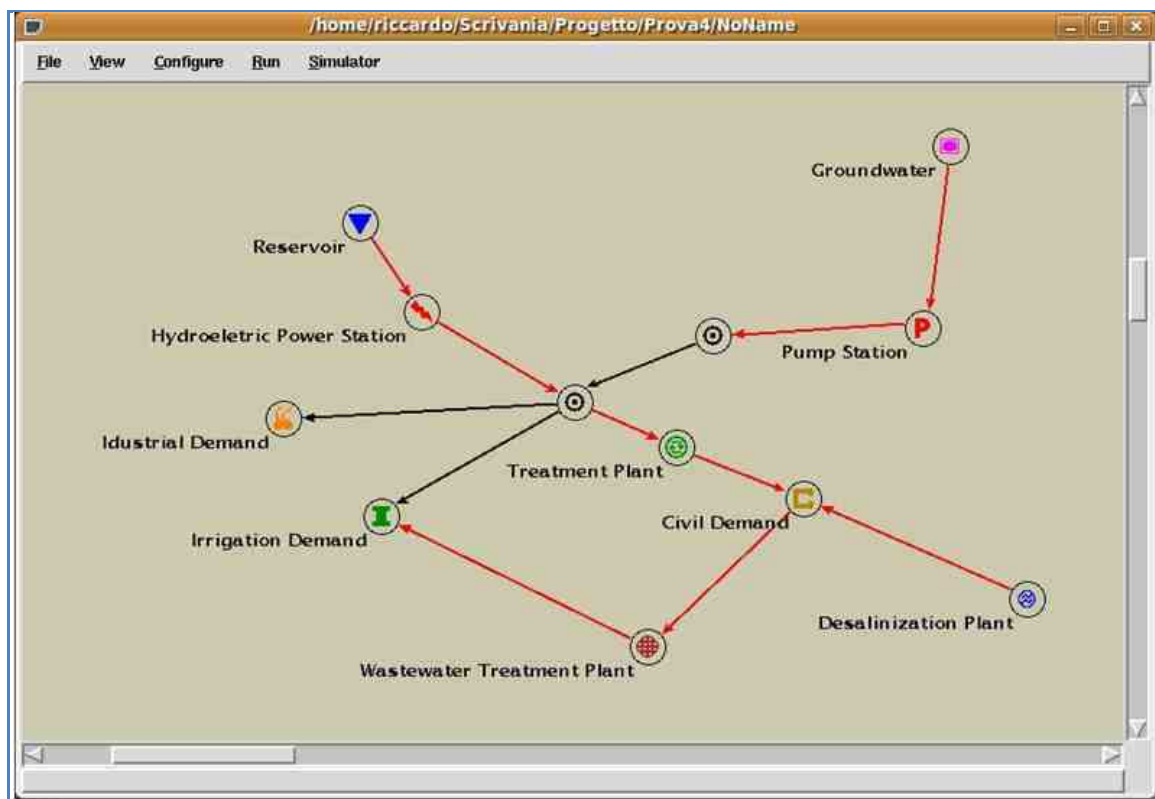 /home/riccardo/Scrivania/Progetto/Prova4/NoName
File View Configure Run Simulator
Groundwater
Reservoir
Hydroeletric Power Station
P
Pump Station
Idustrial Demand
Treatment Plant
Civil Demand
Irrigation Demand
Desalinization Plant
Wastewater Treatment Plant